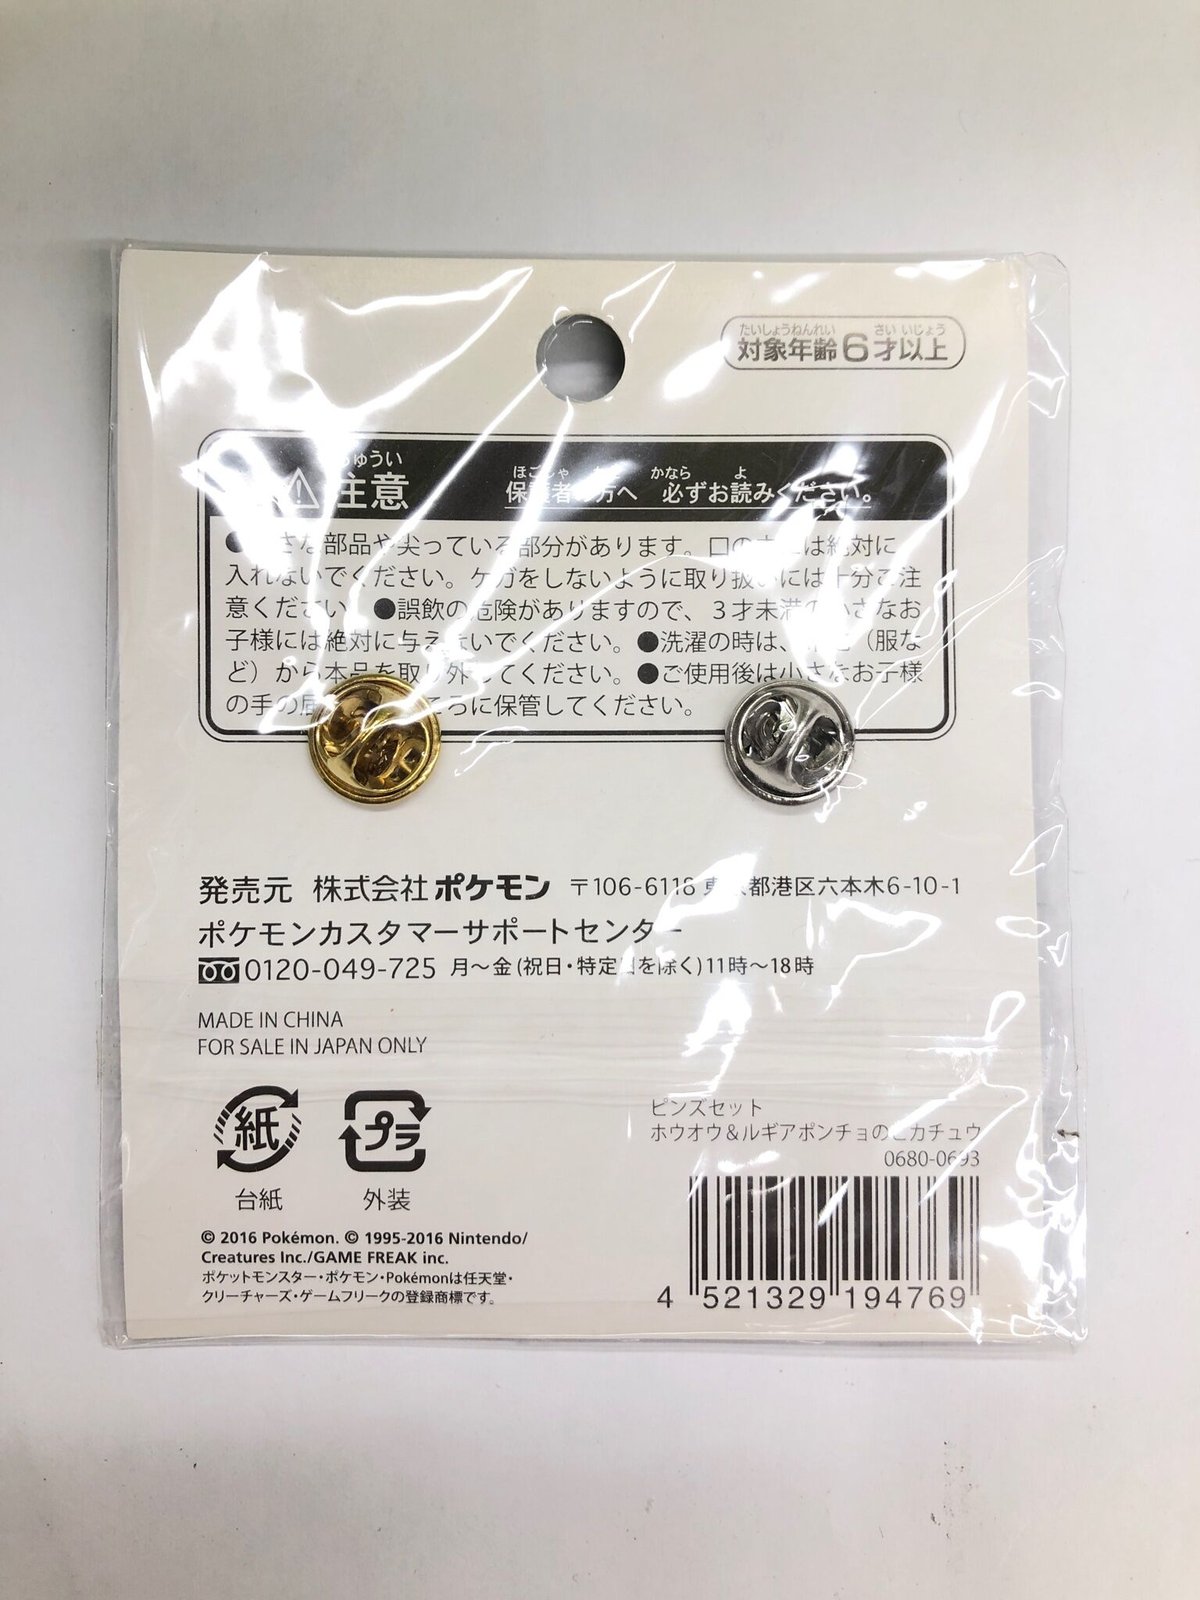 たいしょうねんれい さい いじょう
対象年齢6才以上
ちゅうい
注意
ほごしゃ かなら よ
保護者の方へ 必ずお読みください。
さな部品や尖っている部分があります。口の は絶対に
入れないでください。ケガをしないように取り扱いには十分ご注
意ください ●誤飲の危険がありますので、3才未満の小さなお
子様には絶対に与えないでください。●洗濯の時は、 （服な
ど）から本品を取り外してください。●ご使用後は小さなお子様
の手の届 ころに保管してください。
発売元 株式会社ポケモン 〒106-6118 東京都港区六本木6-10-1
ポケモンカスタマーサポートセンター
0120-049-725 月～金(祝日・特定日を除く)11時～18時
MADE IN CHINA
FOR SALE IN JAPAN ONLY
紙 プラ
台紙 外装
ピンズセット
ホウオウ＆ルギアポンチョのピカチュウ
0680-0693
© 2016 Pokémon. © 1995-2016 Nintendo/
Creatures Inc./GAME FREAK inc.
ポケットモンスター・ポケモン・Pokémonは任天堂・
クリーチャーズ・ゲームフリークの登録商標です。
4 521329 194769